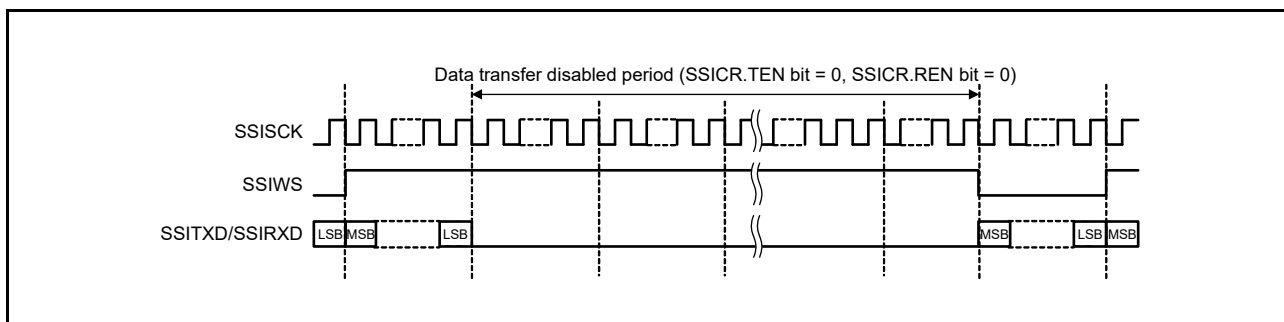 Data transfer disabled period (SSICR.TEN bit = 0, SSICR.REN bit = 0)
SSISCK
SSIWS
SSITXD/SSIRXD LSB MSB LSB MSB LSB MSB